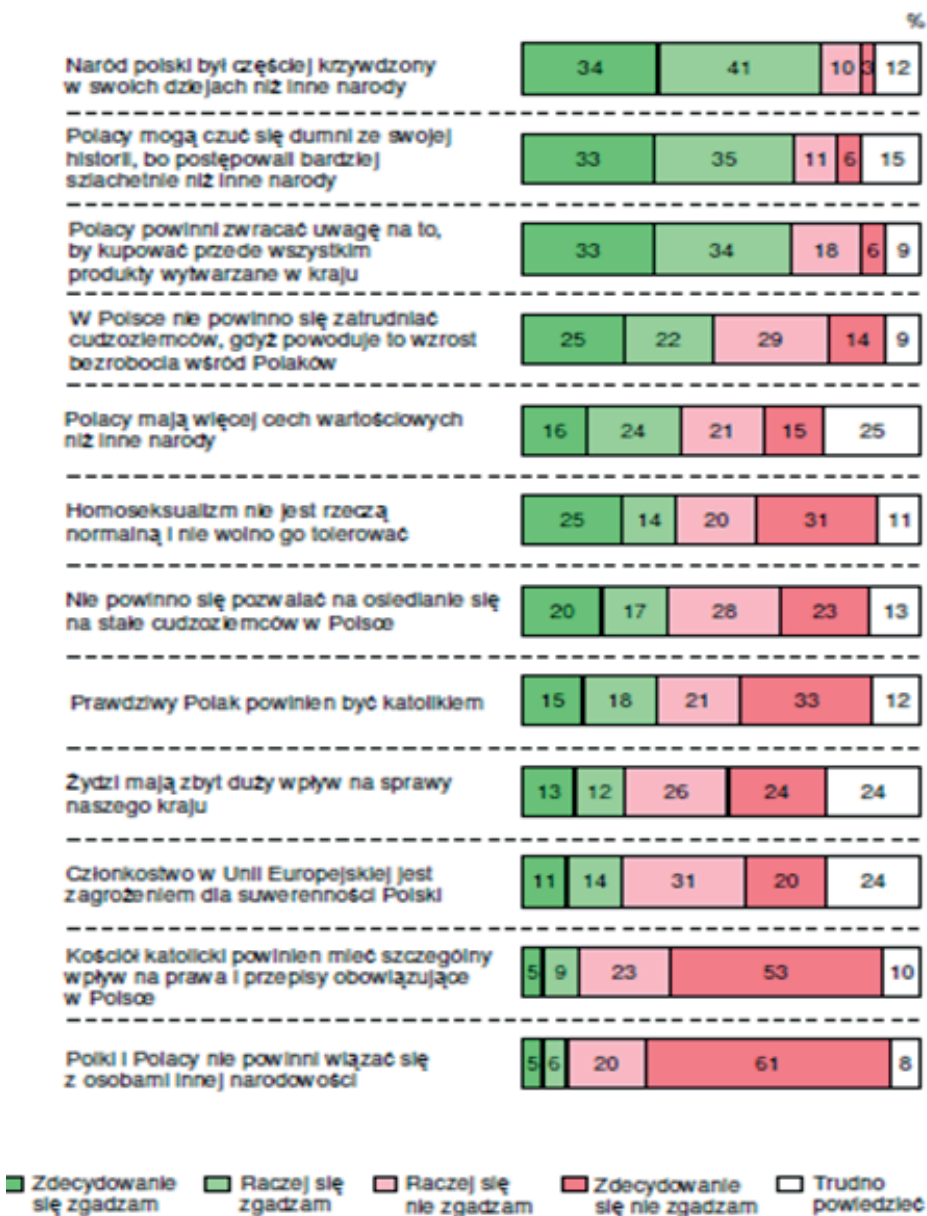 %
Naród polski był częściej krzywdzony
w swoich dziejach niż inne narody
34 41 10 3 12
Polacy mogą czuć się dumni ze swojej
historii, bo postępowali bardziej
szlachetnie niż inne narody
33 35 11 6 15
Polacy powinni zwracać uwagę na to,
by kupować przede wszystkim
produkty wytwarzane w kraju
33 34 18 6 9
W Polsce nie powinno się zatrudniać
cudzoziemców, gdyż powoduje to wzrost
bezrobocia wśród Polaków
25 22 29 14 9
Polacy mają więcej cech wartościowych
niż inne narody
16 24 21 15 25
Homoseksualizm nie jest rzeczą
normalną i nie wolno go tolerować
25 14 20 31 11
Nie powinno się pozwalać na osiedlanie się
na stałe cudzoziemców w Polsce
20 17 28 23 13
Prawdziwy Polak powinien być katolikiem
15 18 21 33 12
Żydzi mają zbyt duży wpływ na sprawy
naszego kraju
13 12 26 24 24
Członkostwo w Unii Europejskiej jest
zagrożeniem dla suwerenności Polski
11 14 31 20 24
Kościół katolicki powinien mieć szczególny
wpływ na prawa i przepisy obowiązujące
w Polsce
5 9 23 53 10
Polki i Polacy nie powinni wiązać się
z osobami innej narodowości
5 6 20 61 8
Zdecydowanie się zgadzam
Raczej się zgadzam
Raczej się nie zgadzam
Zdecydowanie się nie zgadzam
Trudno powiedzieć